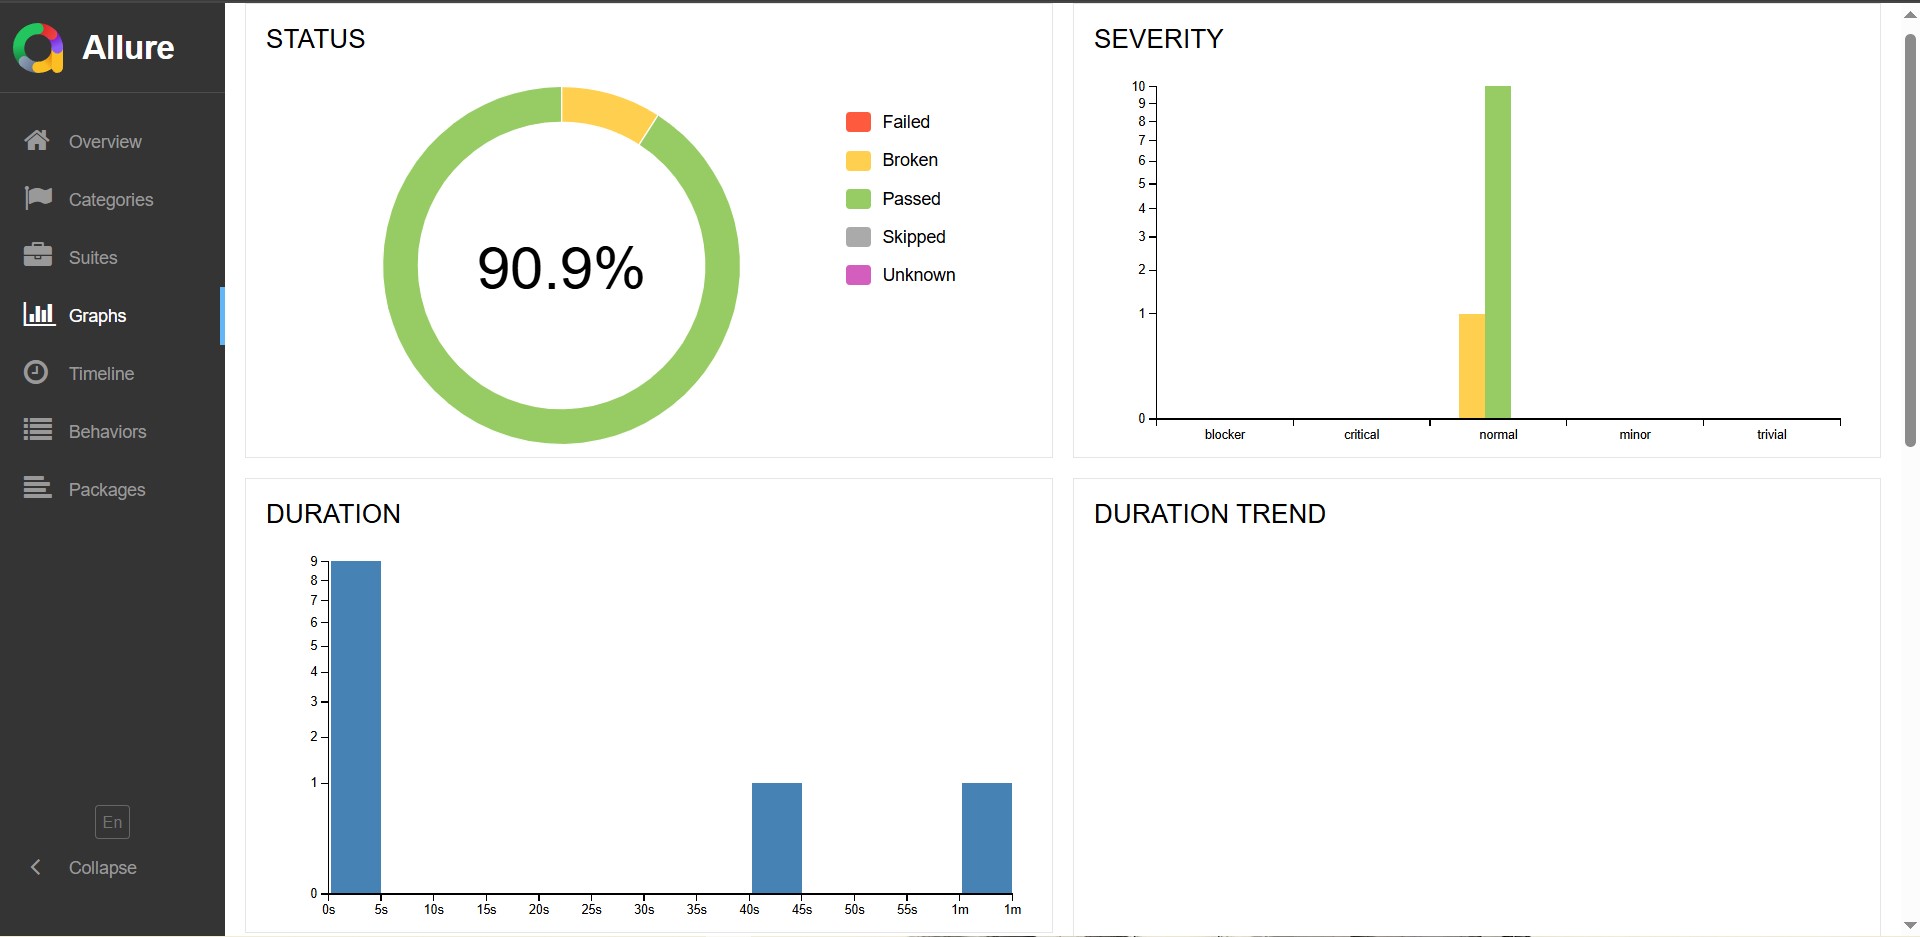 Allure
Overview
Categories
Suites
Graphs
Timeline
Behaviors
Packages
En
Collapse
STATUS
90.9%
Failed
Broken
Passed
Skipped
Unknown
SEVERITY
10
9
8
7
6
5
4
3
2
1
0
blocker critical normal minor trivial
DURATION
9
8
7
6
5
4
3
2
1
0
0s 5s 10s 15s 20s 25s 30s 35s 40s 45s 50s 55s 1m 1m
DURATION TREND